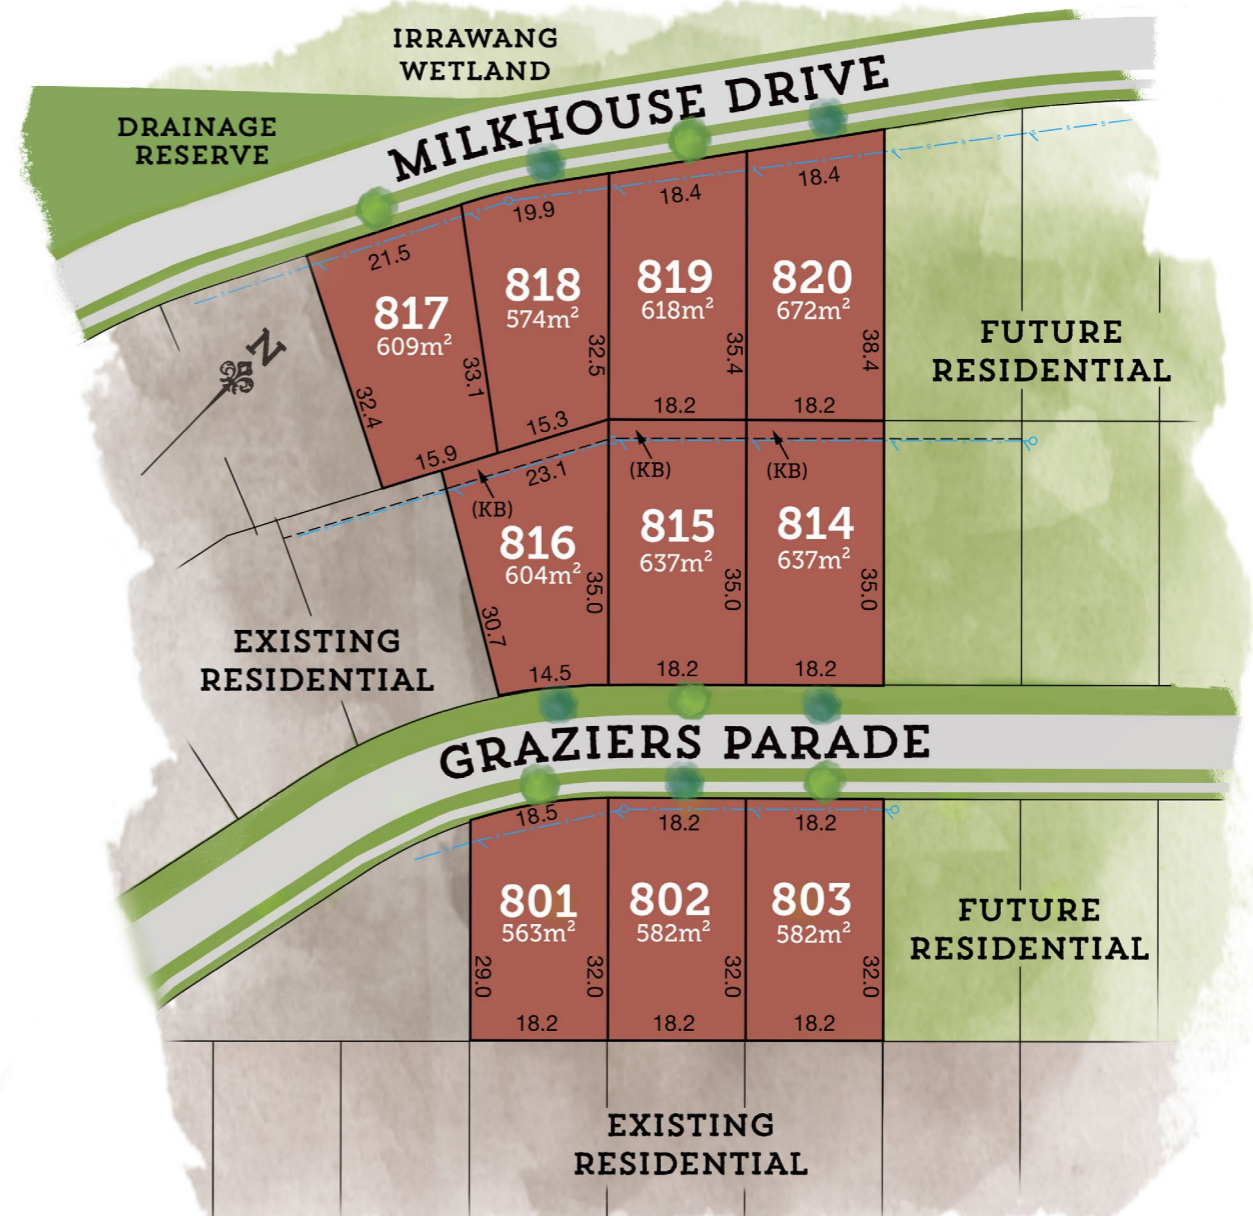 IRRAWANG
WETLAND
DRAINAGE
RESERVE
MILKHOUSE DRIVE
21.5
19.9
18.4
18.4
817
609m²
818
574m²
819
618m²
820
672m²
32.4
33.1
32.5
35.4
38.4
15.9
15.3
18.2
18.2
N
FUTURE
RESIDENTIAL
(KB)
(KB)
(KB)
23.1
816
604m²
815
637m²
814
637m²
30.7
35.0
35.0
35.0
14.5
18.2
18.2
EXISTING
RESIDENTIAL
GRAZIERS PARADE
18.5
18.2
18.2
801
563m²
802
582m²
803
582m²
29.0
32.0
32.0
32.0
18.2
18.2
18.2
FUTURE
RESIDENTIAL
EXISTING
RESIDENTIAL